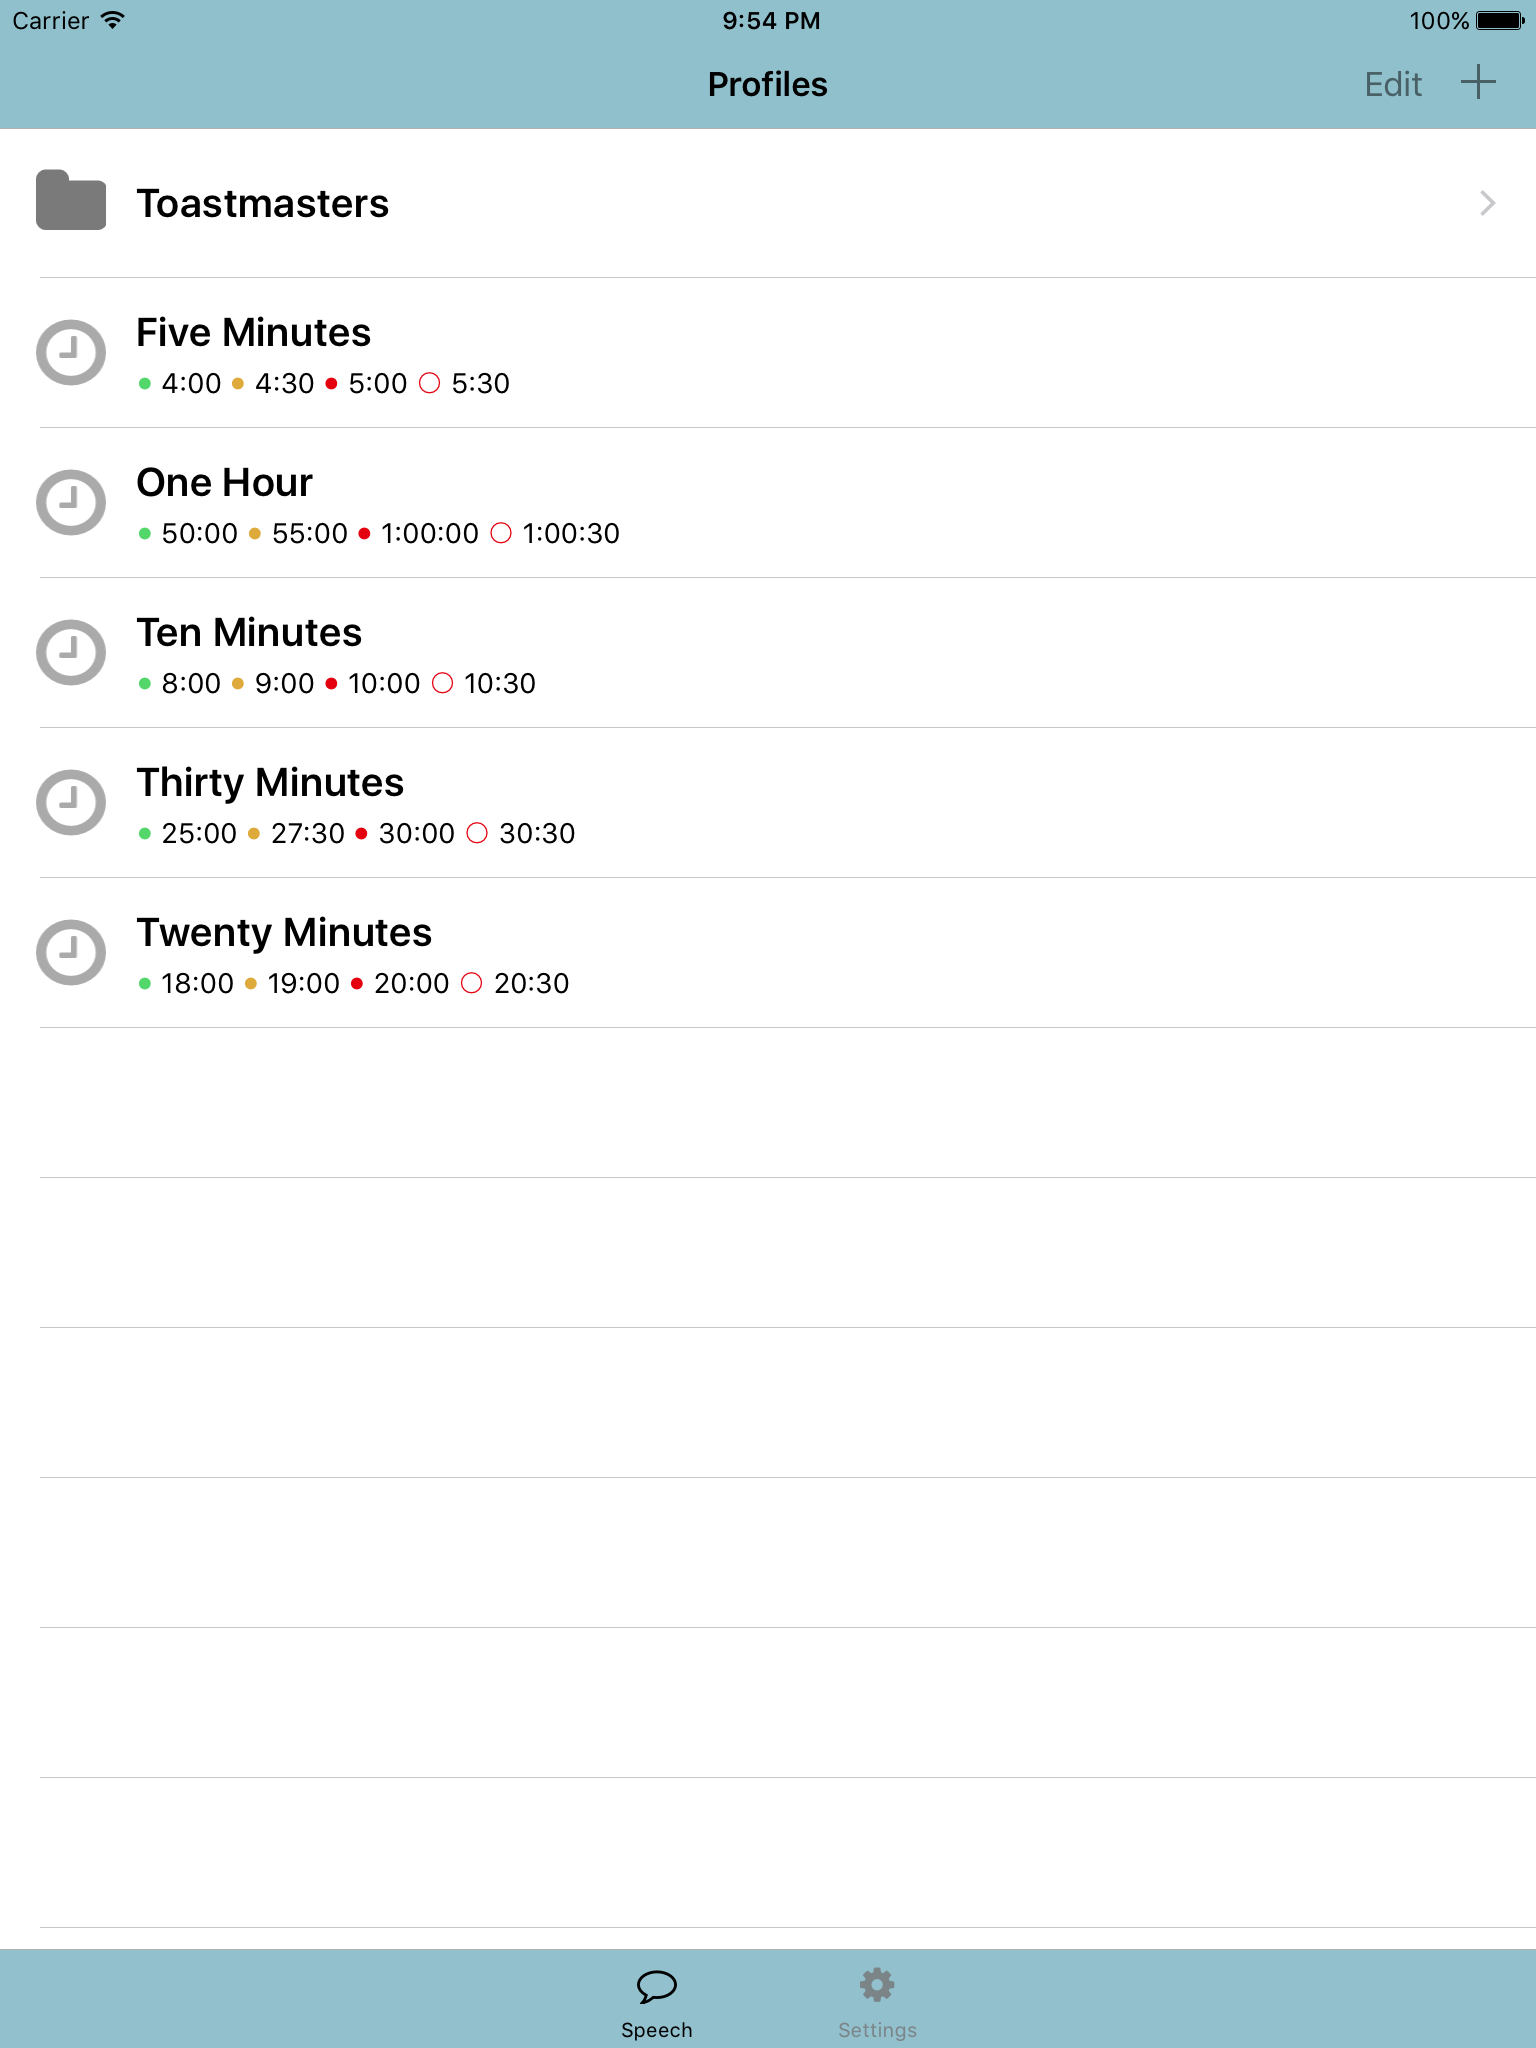 Carrier 9:54 PM 100%
Profiles Edit
Toastmasters
Five Minutes
4:00 4:30 5:00 5:30
One Hour
50:00 55:00 1:00:00 1:00:30
Ten Minutes
8:00 9:00 10:00 10:30
Thirty Minutes
25:00 27:30 30:00 30:30
Twenty Minutes
18:00 19:00 20:00 20:30
Speech Settings